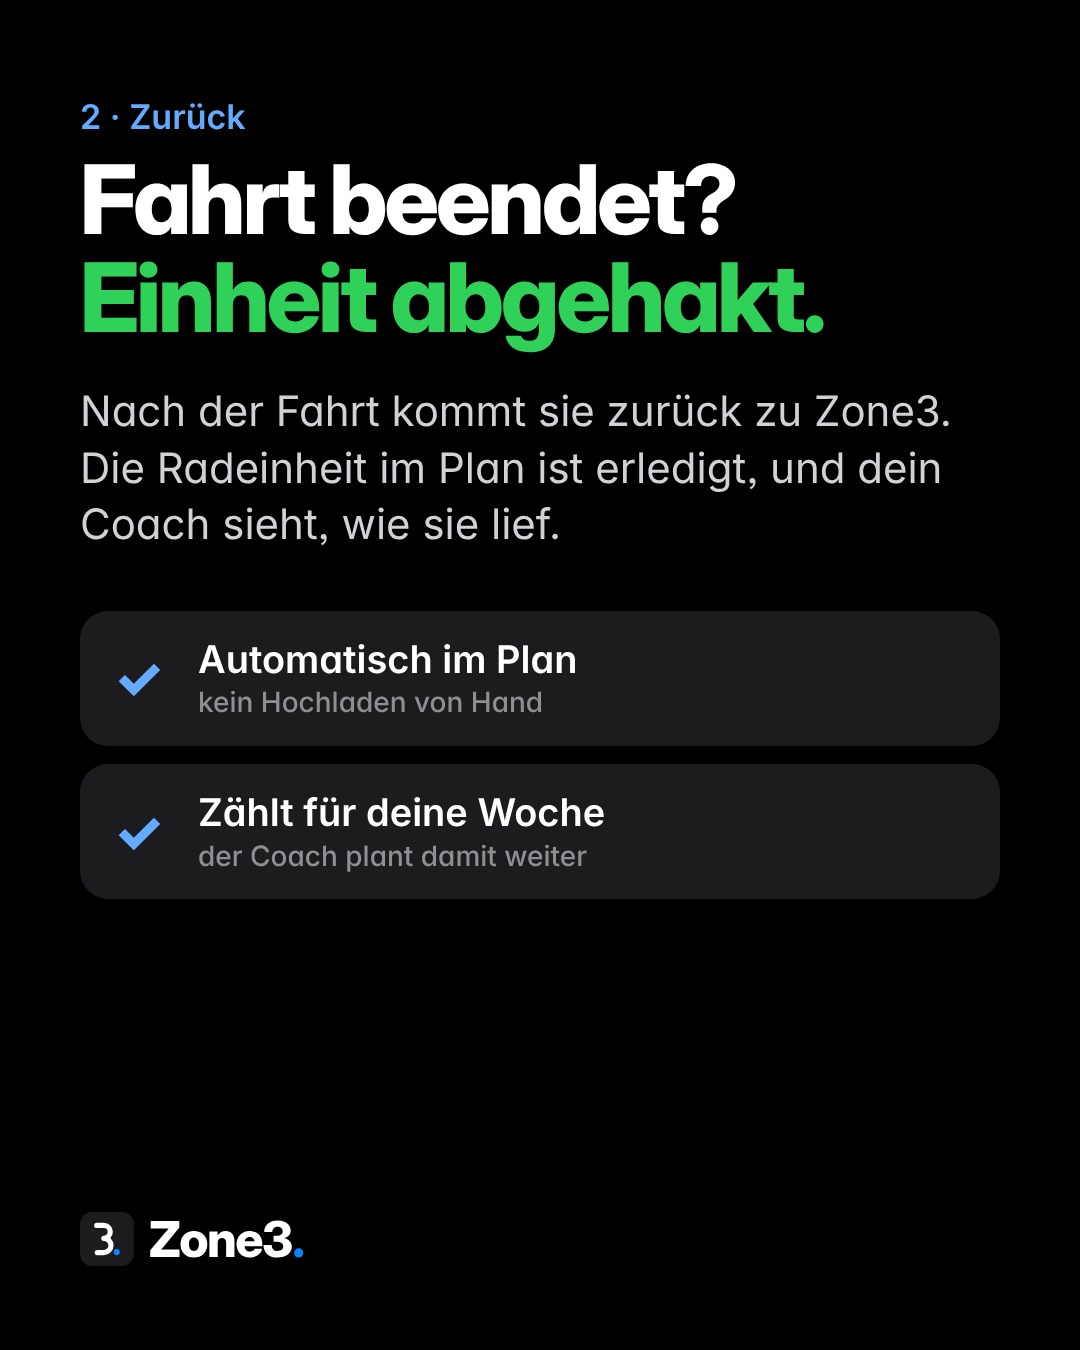 2 · Zurück
Fahrt beendet?
Einheit abgehakt.
Nach der Fahrt kommt sie zurück zu Zone3.
Die Radeinheit im Plan ist erledigt, und dein
Coach sieht, wie sie lief.
Automatisch im Plan
kein Hochladen von Hand
Zählt für deine Woche
der Coach plant damit weiter
3. Zone3.